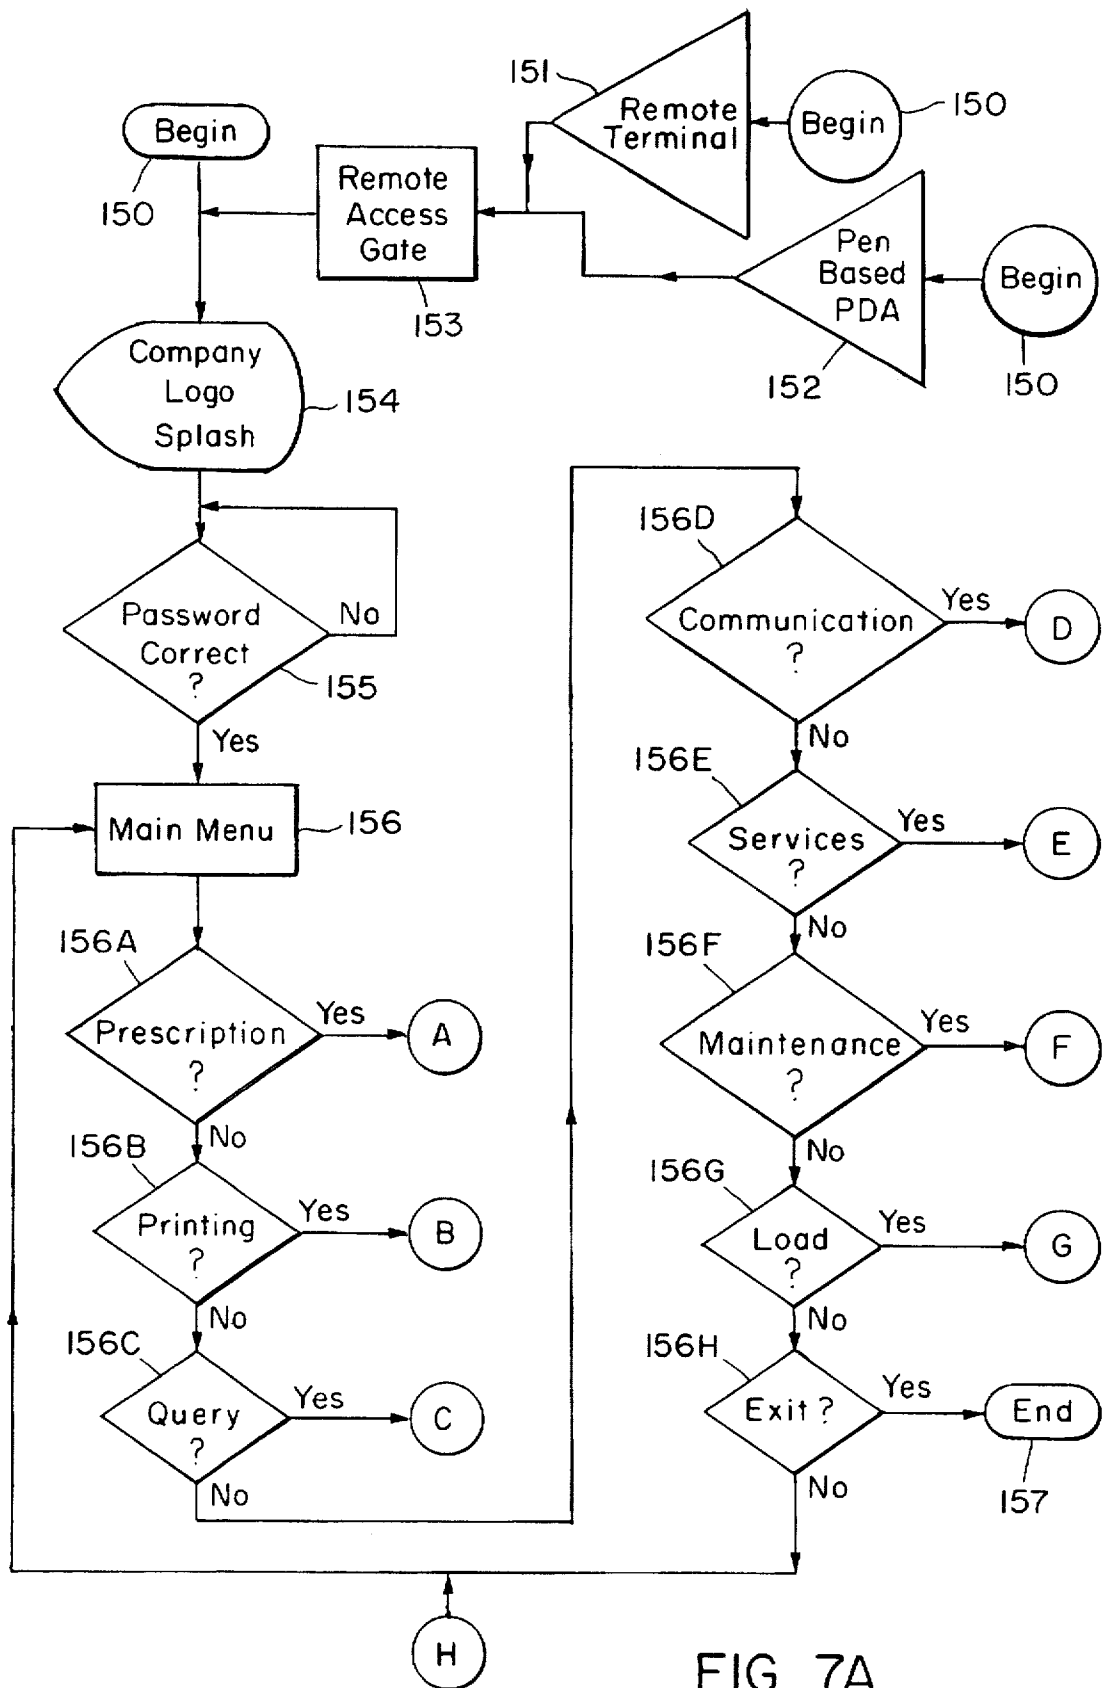 151
Remote
Terminal
Begin
150
Begin
150
Remote
Access
Gate
153
Pen
Based
PDA
152
Begin
150
Company
Logo
Splash
154
Password
Correct
?
No
155
Yes
Main Menu
156
156A
Prescription
?
Yes
A
No
156B
Printing
?
Yes
B
No
156C
Query
?
Yes
C
No
156D
Communication
?
Yes
D
No
156E
Services
?
Yes
E
No
156F
Maintenance
?
Yes
F
No
156G
Load
?
Yes
G
No
156H
Exit ?
Yes
End
157
No
H
FIG 7A